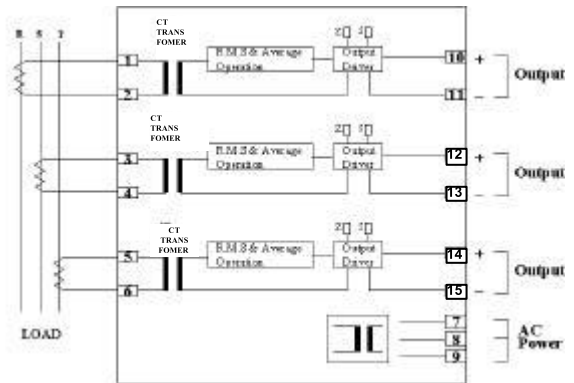 CT
TRANS
FOMER
R S T
Z S
1
R.M.S & Average
Operation
Output
Driver
10 +
2
11 −
Output
CT
TRANS
FOMER
Z S
3
R.M.S & Average
Operation
Output
Driver
12 +
4
13 −
Output
CT
TRANS
FOMER
Z S
5
R.M.S & Average
Operation
Output
Driver
14 +
6
15 −
Output
LOAD
7
8
9
AC
Power